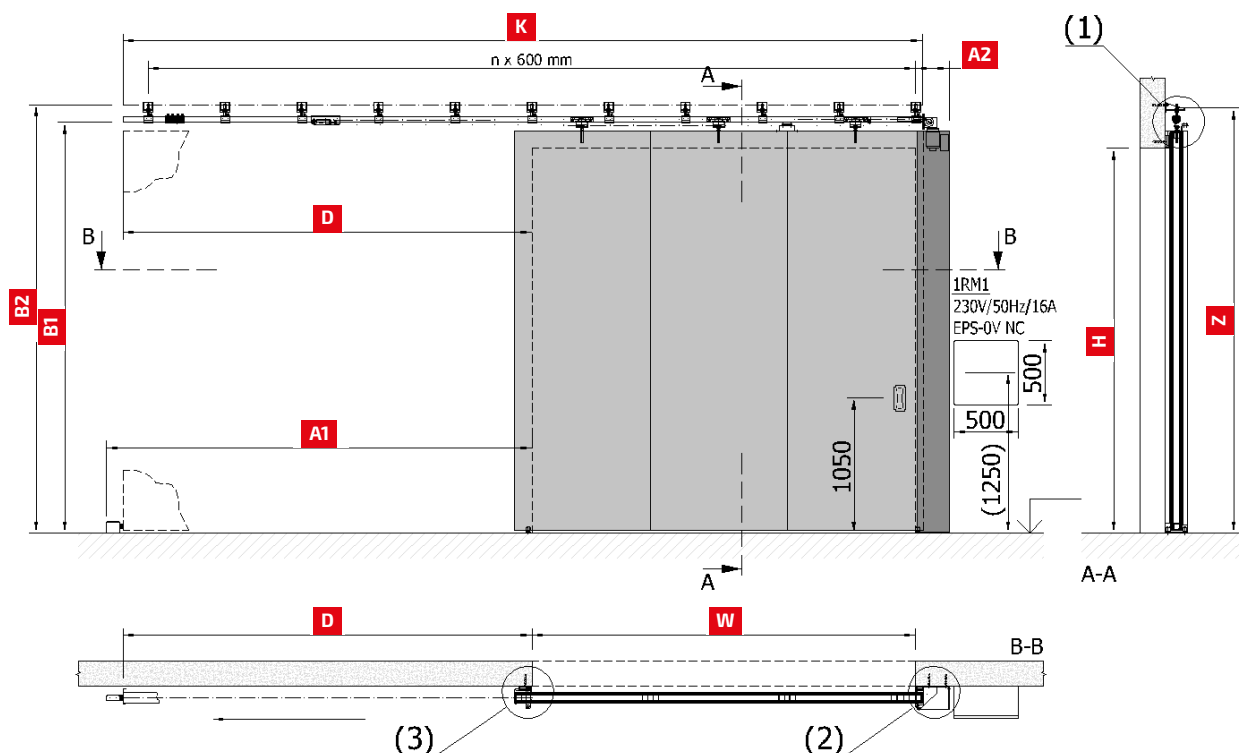 K
(1)
n x 600 mm
A
A2
D
B
B
B2
B1
1RM1
230V/50Hz/16A
EPS-0V NC
H
Z
500
500
A1
1050
(1250)
A
A-A
D
W
B-B
(3)
(2)